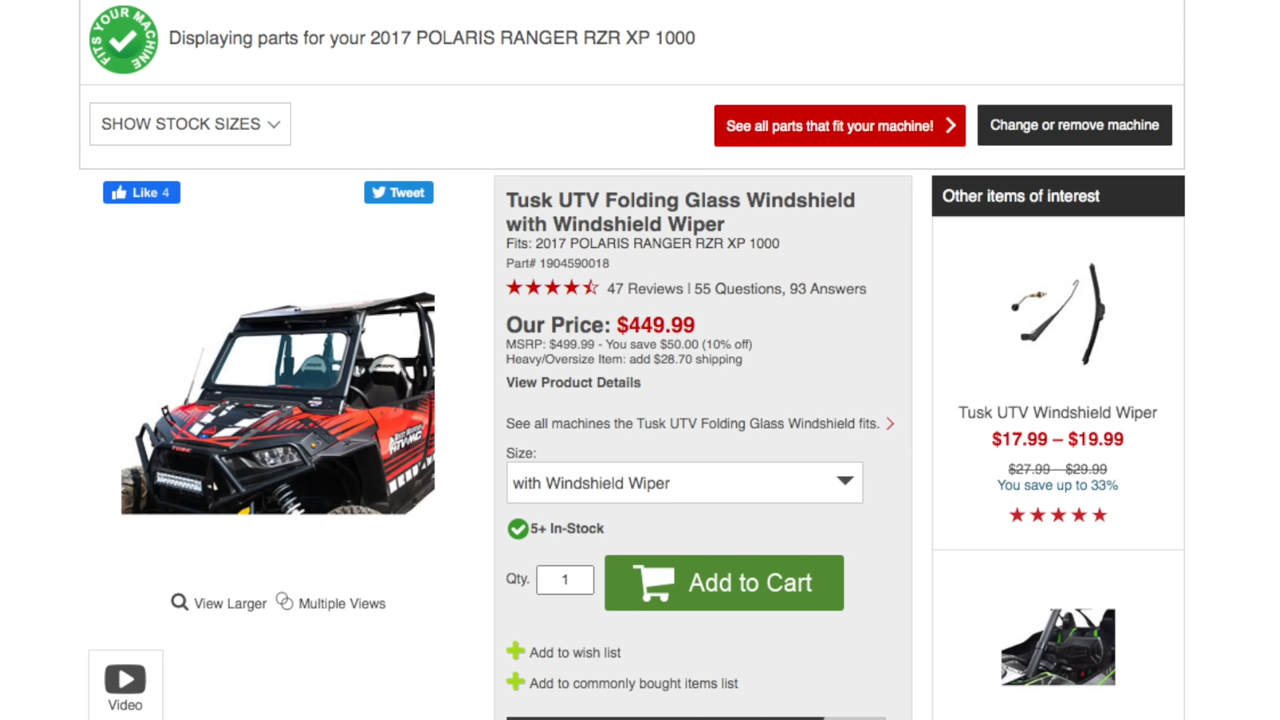 FITS YOUR MACHINE
Displaying parts for your 2017 POLARIS RANGER RZR XP 1000
SHOW STOCK SIZES
See all parts that fit your machine!
Change or remove machine
Like 4
Tweet
Tusk UTV Folding Glass Windshield
with Windshield Wiper
Fits: 2017 POLARIS RANGER RZR XP 1000
Part# 1904590018
47 Reviews | 55 Questions, 93 Answers
Our Price: $449.99
MSRP: $499.99 - You save $50.00 (10% off)
Heavy/Oversize Item: add $28.70 shipping
View Product Details
See all machines the Tusk UTV Folding Glass Windshield fits.
Size:
with Windshield Wiper
5+ In-Stock
Qty. 1
Add to Cart
Add to wish list
Add to commonly bought items list
View Larger
Multiple Views
Video
Other items of interest
Tusk UTV Windshield Wiper
$17.99 – $19.99
$27.99 – $29.99
You save up to 33%